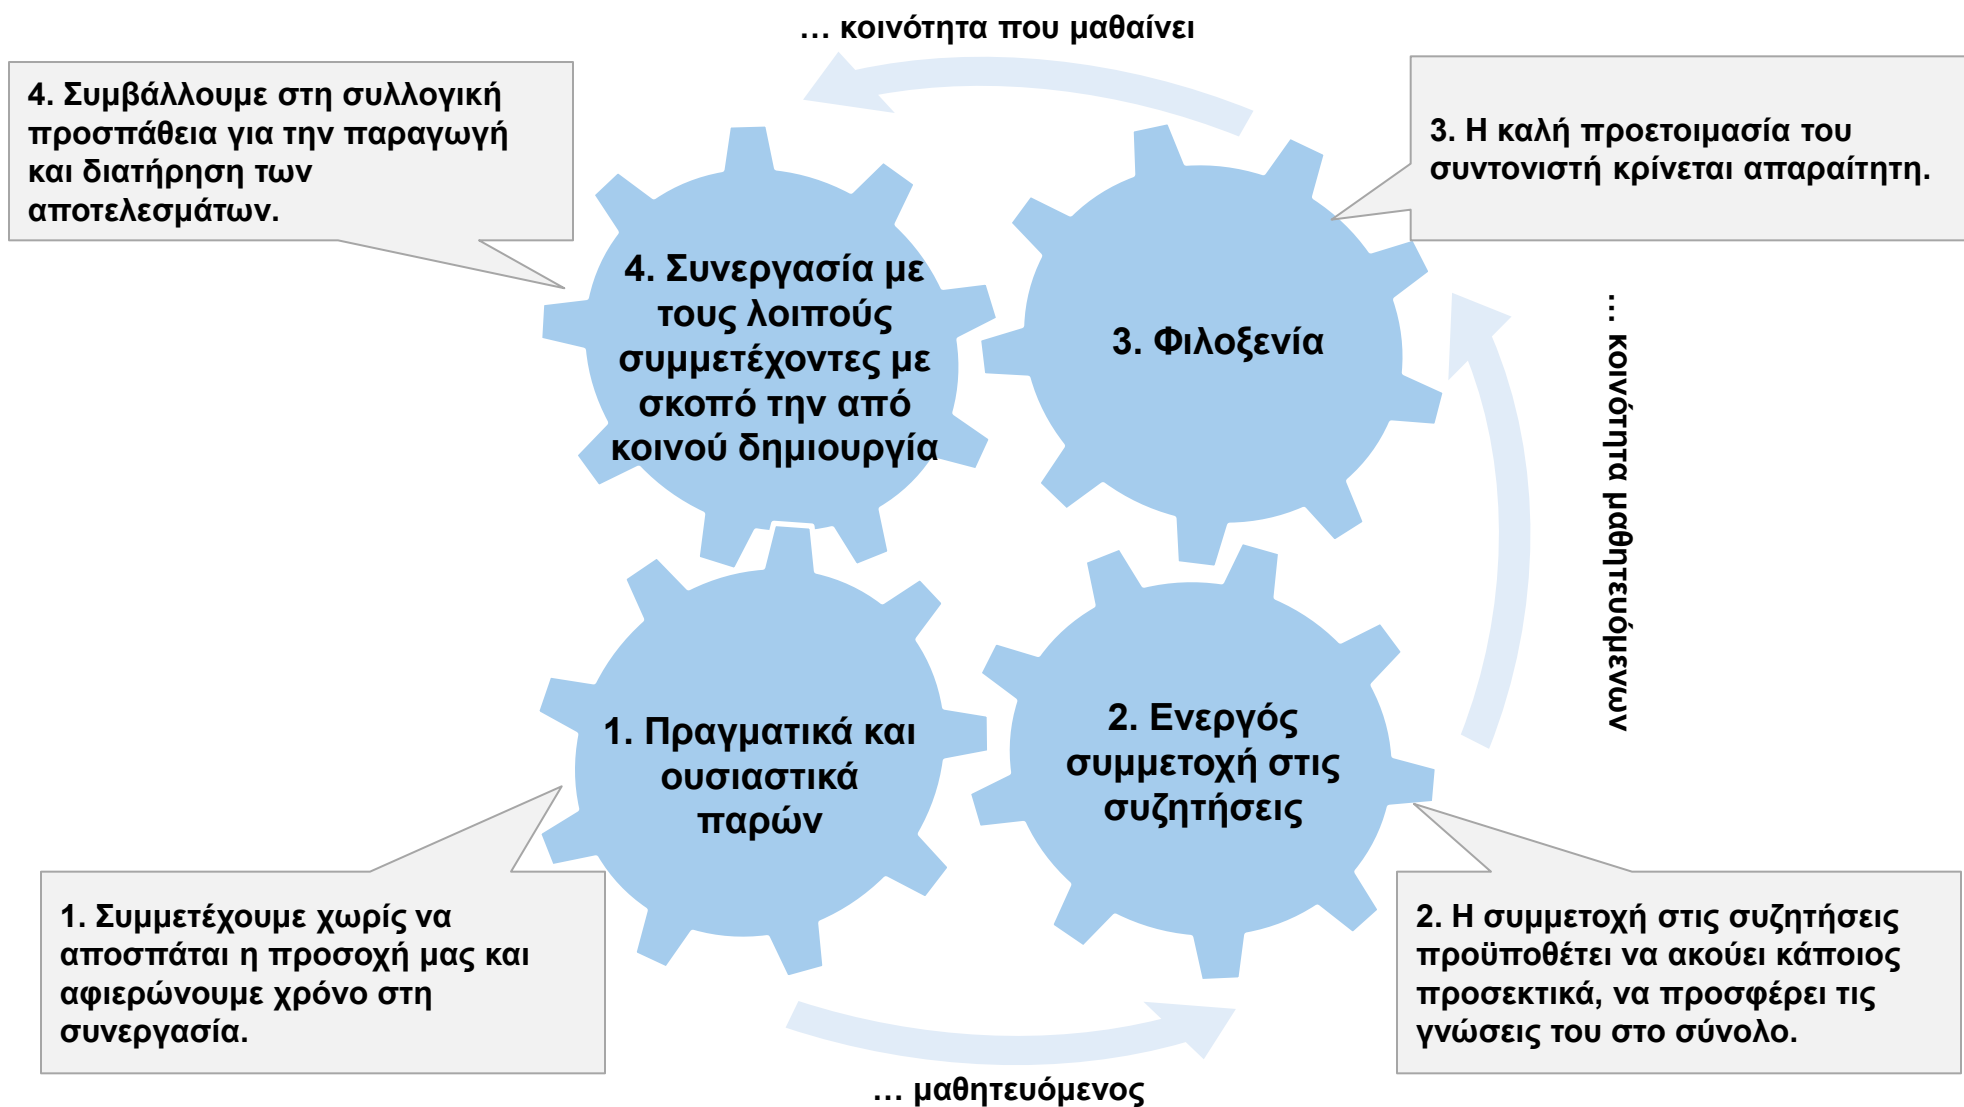 … κοινότητα που μαθαίνει
4. Συμβάλλουμε στη συλλογική
προσπάθεια για την παραγωγή
και διατήρηση των
αποτελεσμάτων.
3. Η καλή προετοιμασία του
συντονιστή κρίνεται απαραίτητη.
4. Συνεργασία με
τους λοιπούς
συμμετέχοντες με
σκοπό την από
κοινού δημιουργία
3. Φιλοξενία
… κοινότητα μαθητευόμενων
1. Πραγματικά και
ουσιαστικά
παρών
2. Ενεργός
συμμετοχή στις
συζητήσεις
1. Συμμετέχουμε χωρίς να
αποσπάται η προσοχή μας και
αφιερώνουμε χρόνο στη
συνεργασία.
2. Η συμμετοχή στις συζητήσεις
προϋποθέτει να ακούει κάποιος
προσεκτικά, να προσφέρει τις
γνώσεις του στο σύνολο.
… μαθητευόμενος